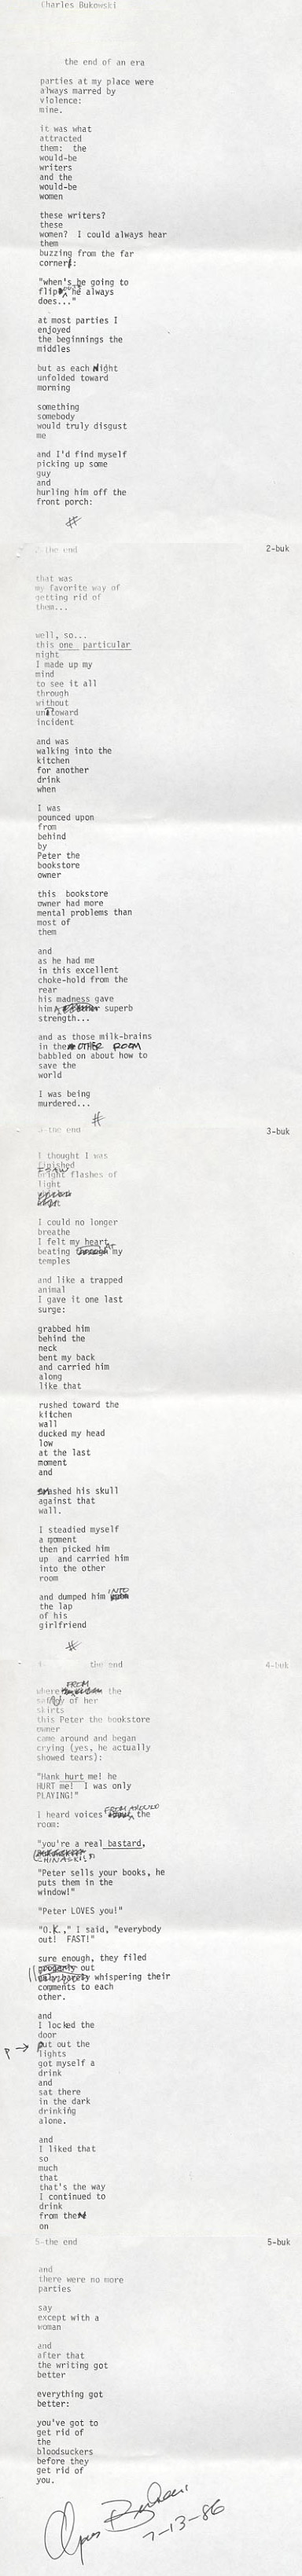 Charles Bukowski
the end of an era
parties at my place were
always marred by
violence:
mine.
it was what
attracted
them: the
would-be
writers
and the
would-be
women
these writers?
these
women? I could always hear
them
buzzing from the far
corner:
"when's he going to
flip out he always
does..."
at most parties I
enjoyed
the beginnings the
middles
but as each Night
unfolded toward
morning
something
somebody
would truly disgust
me
and I'd find myself
picking up some
guy
and
hurling him off the
front porch:
#
2-the end 2-buk
that was
my favorite way of
getting rid of
them...
well, so...
this one particular
night
I made up my
mind
to see it all
through
without
untoward
incident
and was
walking into the
kitchen
for another
drink
when
I was
pounced upon
from
behind
by
Peter the
bookstore
owner
this bookstore
owner had more
mental problems than
most of
them
and
as he had me
in this excellent
choke-hold from the
rear
his madness gave
him superb
strength...
and as those milk-brains
in the OTHER ROOM
babbled on about how to
save the
world
I was being
murdered...
#
3-the end 3-buk
I thought I was
finished
I SAW
bright flashes of
light
I could no longer
breathe
I felt my heart
beating AT my
temples
and like a trapped
animal
I gave it one last
surge:
grabbed him
behind the
neck
bent my back
and carried him
along
like that
rushed toward the
kitchen
wall
ducked my head
low
at the last
moment
and
smashed his skull
against that
wall.
I steadied myself
a moment
then picked him
up and carried him
into the other
room
and dumped him INTO
the lap
of his
girlfriend
#
4- the end 4-buk
where FROM the
safety of her
skirts
this Peter the bookstore
owner
came around and began
crying (yes, he actually
showed tears):
"Hank hurt me! he
HURT me! I was only
PLAYING!"
I heard voices FROM AROUND the
room:
"you're a real bastard,
CHINASKI!"
"Peter sells your books, he
puts them in the
window!"
"Peter LOVES you!"
"O.K.," I said, "everybody
out! FAST!"
sure enough, they filed
out
whispering their
comments to each
other.
and
I locked the
door
P → put out the
lights
got myself a
drink
and
sat there
in the dark
drinking
alone.
and
I liked that
so
much
that
that's the way
I continued to
drink
from theN
on
5-the end 5-buk
and
there were no more
parties
say
except with a
woman
and
after that
the writing got
better
everything got
better:
you've got to
get rid of
the
bloodsuckers
before they
get rid of
you.
7-13-86